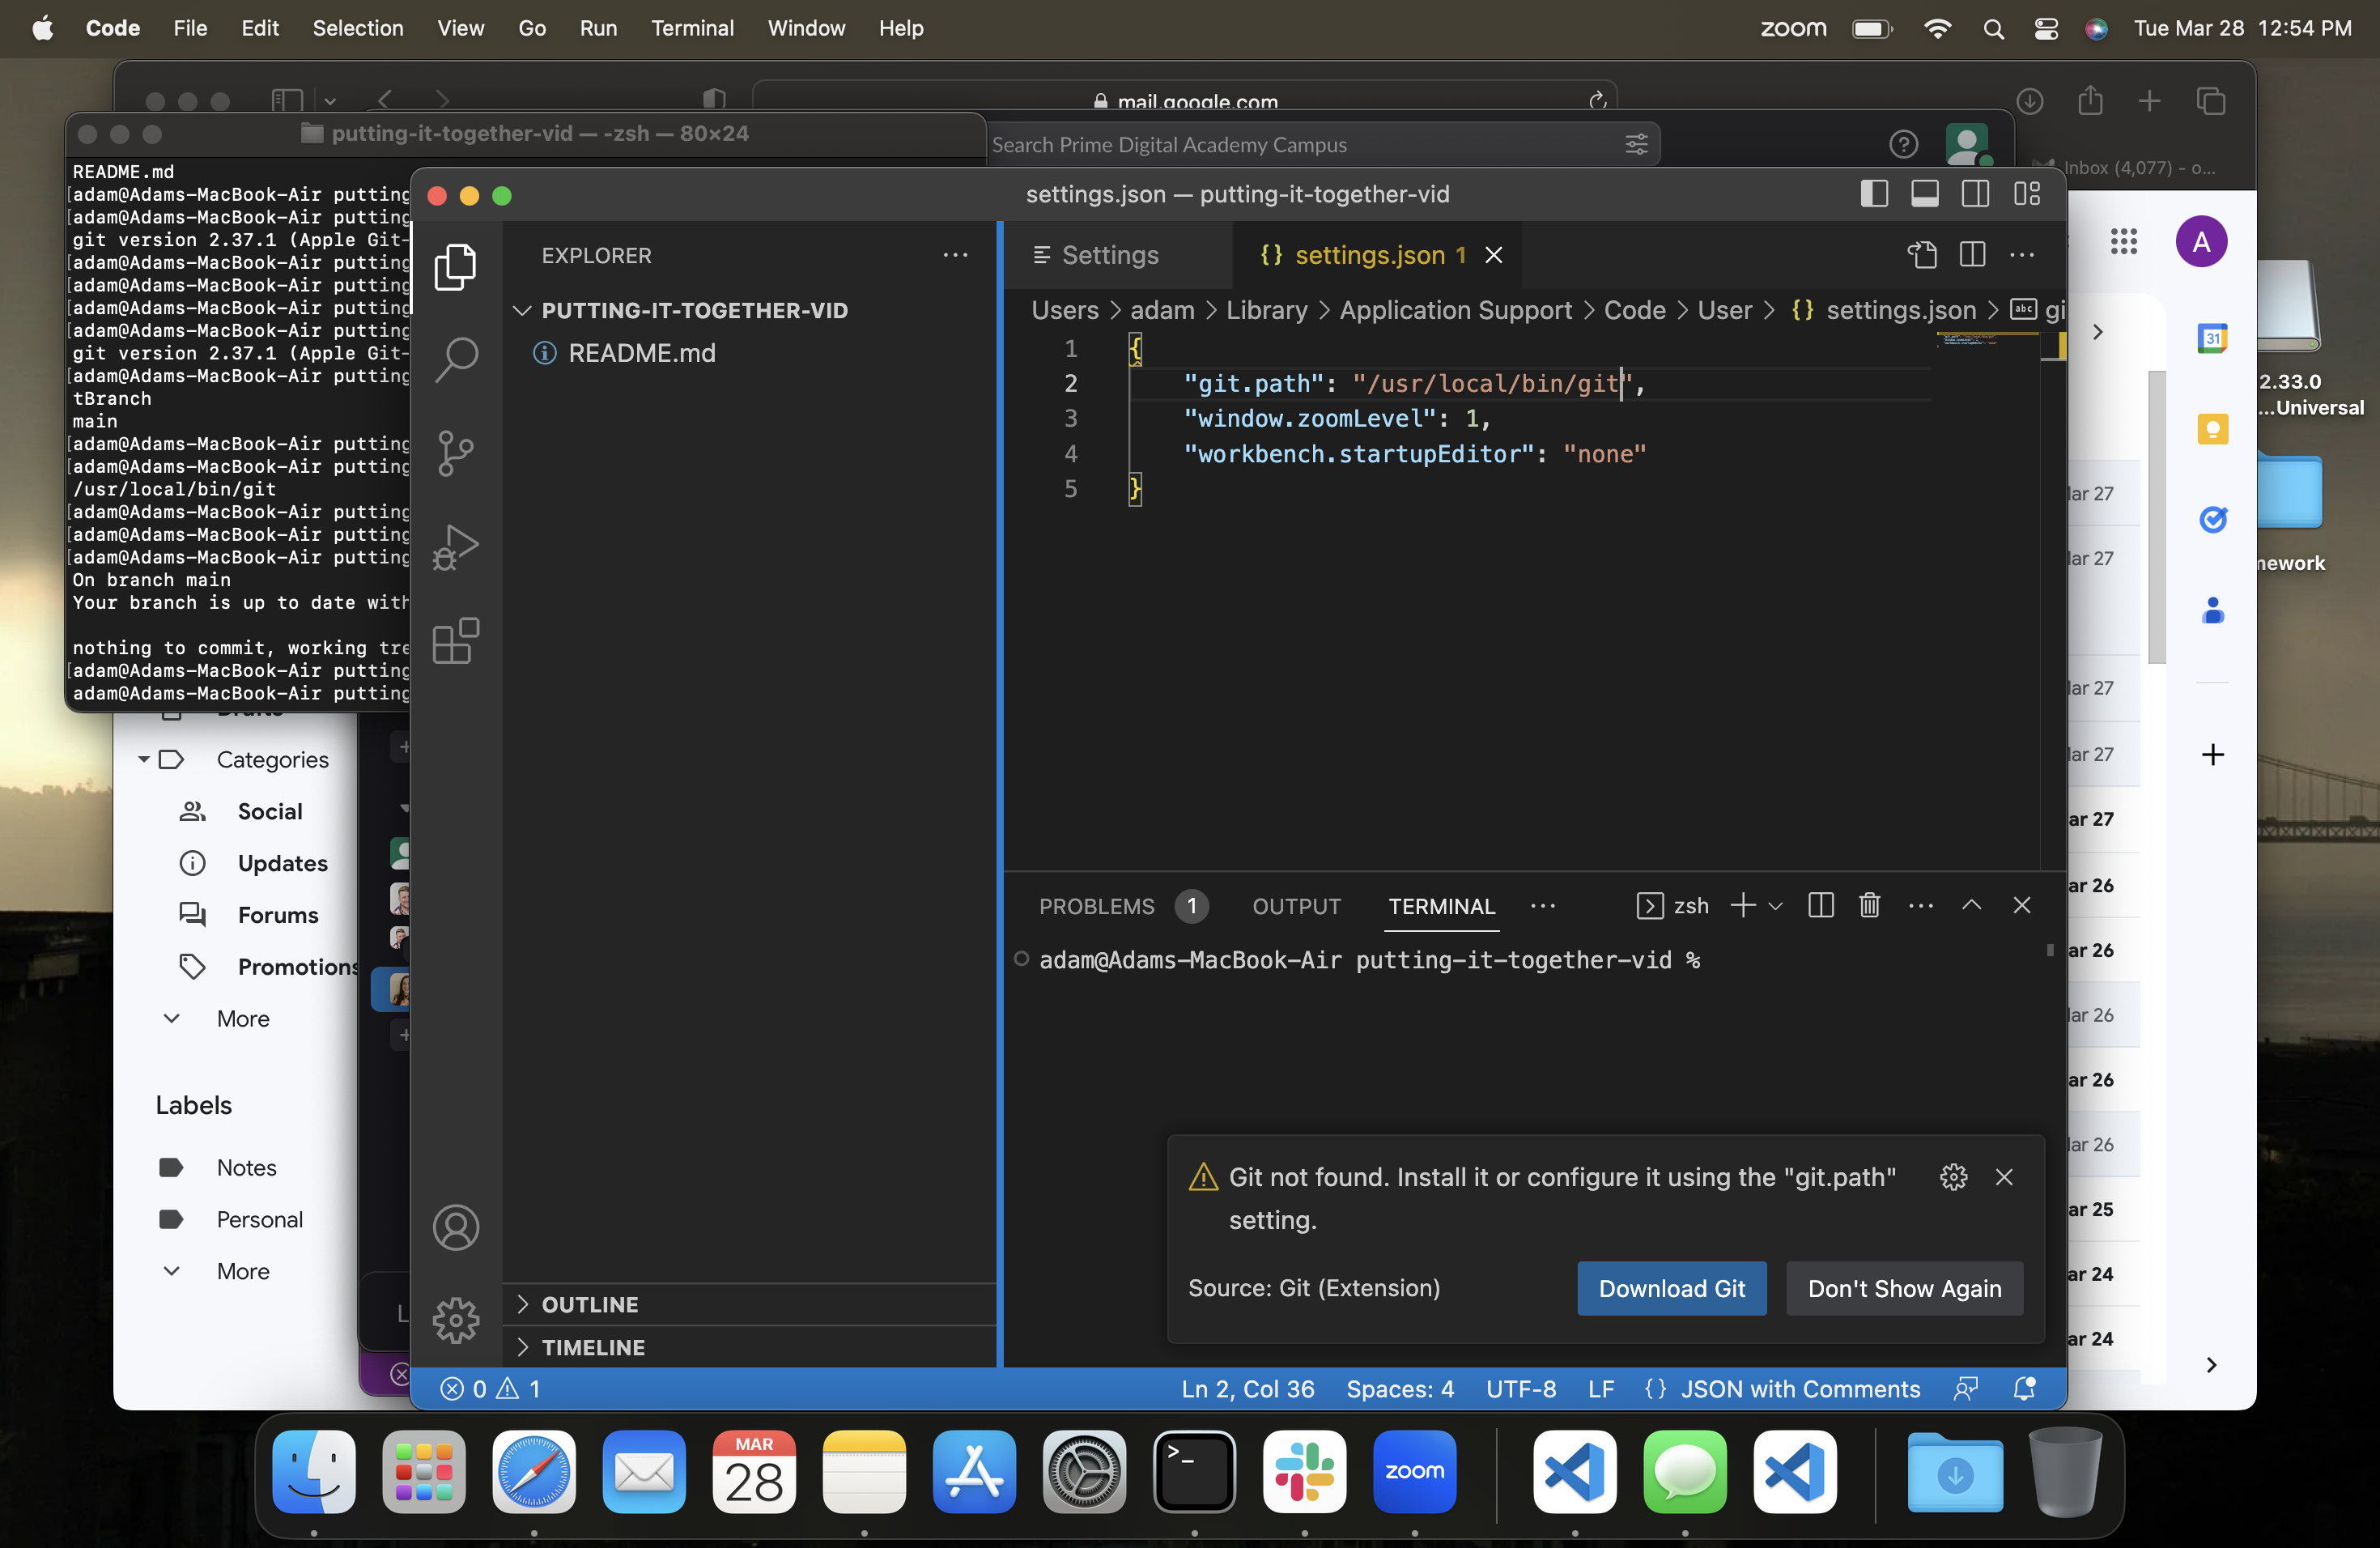 Code File Edit Selection View Go Run Terminal Window Help
zoom
Tue Mar 28 12:54 PM
mail.google.com
putting-it-together-vid — -zsh — 80×24
Search Prime Digital Academy Campus
Inbox (4,077) - o...
README.md
[adam@Adams-MacBook-Air putting
[adam@Adams-MacBook-Air putting
git version 2.37.1 (Apple Git-
[adam@Adams-MacBook-Air putting
[adam@Adams-MacBook-Air putting
[adam@Adams-MacBook-Air putting
[adam@Adams-MacBook-Air putting
git version 2.37.1 (Apple Git-
[adam@Adams-MacBook-Air putting
tBranch
main
[adam@Adams-MacBook-Air putting
[adam@Adams-MacBook-Air putting
/usr/local/bin/git
[adam@Adams-MacBook-Air putting
[adam@Adams-MacBook-Air putting
[adam@Adams-MacBook-Air putting
On branch main
Your branch is up to date with
nothing to commit, working tre
[adam@Adams-MacBook-Air putting
adam@Adams-MacBook-Air putting
Drafts
Categories
Social
Updates
Forums
Promotions
More
Labels
Notes
Personal
More
settings.json — putting-it-together-vid
EXPLORER
PUTTING-IT-TOGETHER-VID
README.md
OUTLINE
TIMELINE
Settings
{} settings.json 1
Users > adam > Library > Application Support > Code > User > {} settings.json > abc gi
1 {
2 "git.path": "/usr/local/bin/git",
3 "window.zoomLevel": 1,
4 "workbench.startupEditor": "none"
5 }
PROBLEMS 1 OUTPUT TERMINAL ... zsh
adam@Adams-MacBook-Air putting-it-together-vid %
Git not found. Install it or configure it using the "git.path"
setting.
Source: Git (Extension)
Download Git
Don't Show Again
0 1
Ln 2, Col 36 Spaces: 4 UTF-8 LF {} JSON with Comments
A
31
2.33.0
...Universal
mework
ar 27
ar 27
ar 27
ar 27
ar 27
ar 26
ar 26
ar 26
ar 26
ar 26
ar 25
ar 24
ar 24
MAR
28
zoom